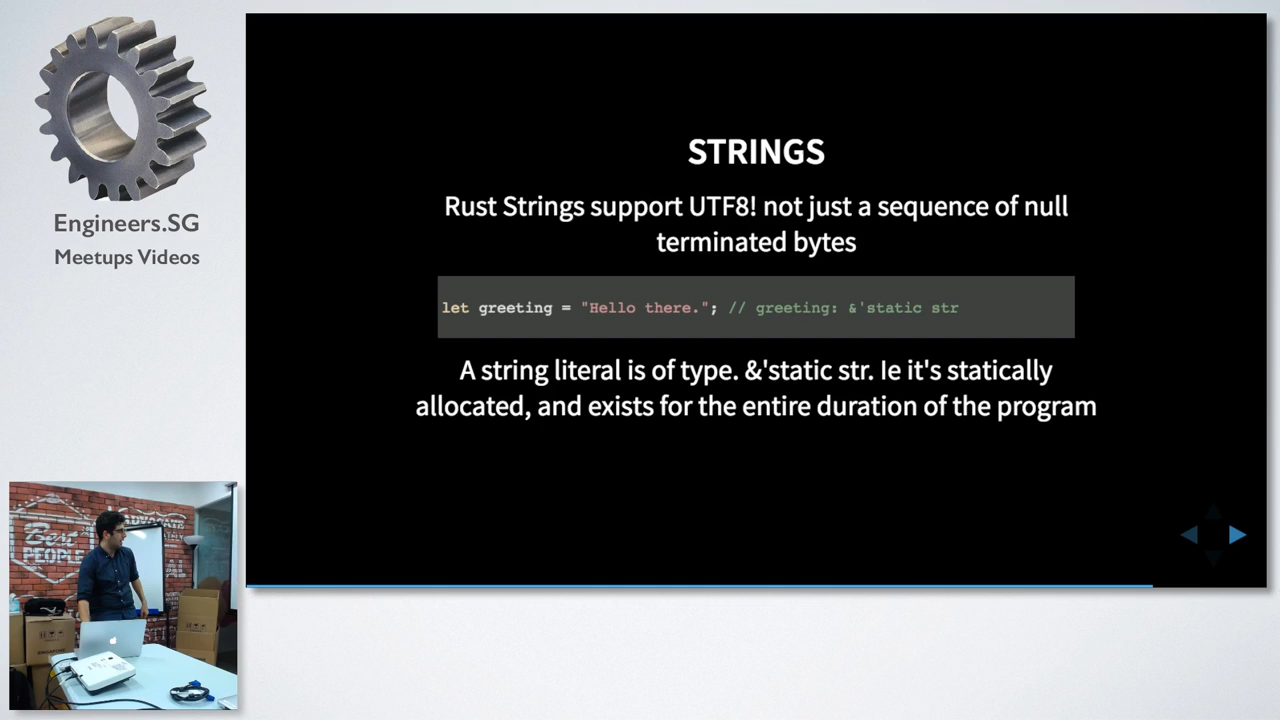 Engineers.SG
Meetups Videos
STRINGS
Rust Strings support UTF8! not just a sequence of null
terminated bytes
let greeting = "Hello there."; // greeting: &'static str
A string literal is of type. &'static str. Ie it's statically
allocated, and exists for the entire duration of the program
Best
PEOPLE